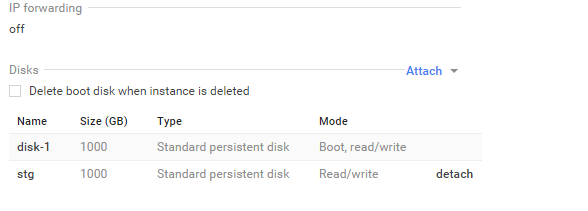 IP forwarding
off
Disks Attach
Delete boot disk when instance is deleted
Name Size (GB) Type Mode
disk-1 1000 Standard persistent disk Boot, read/write
stg 1000 Standard persistent disk Read/write detach